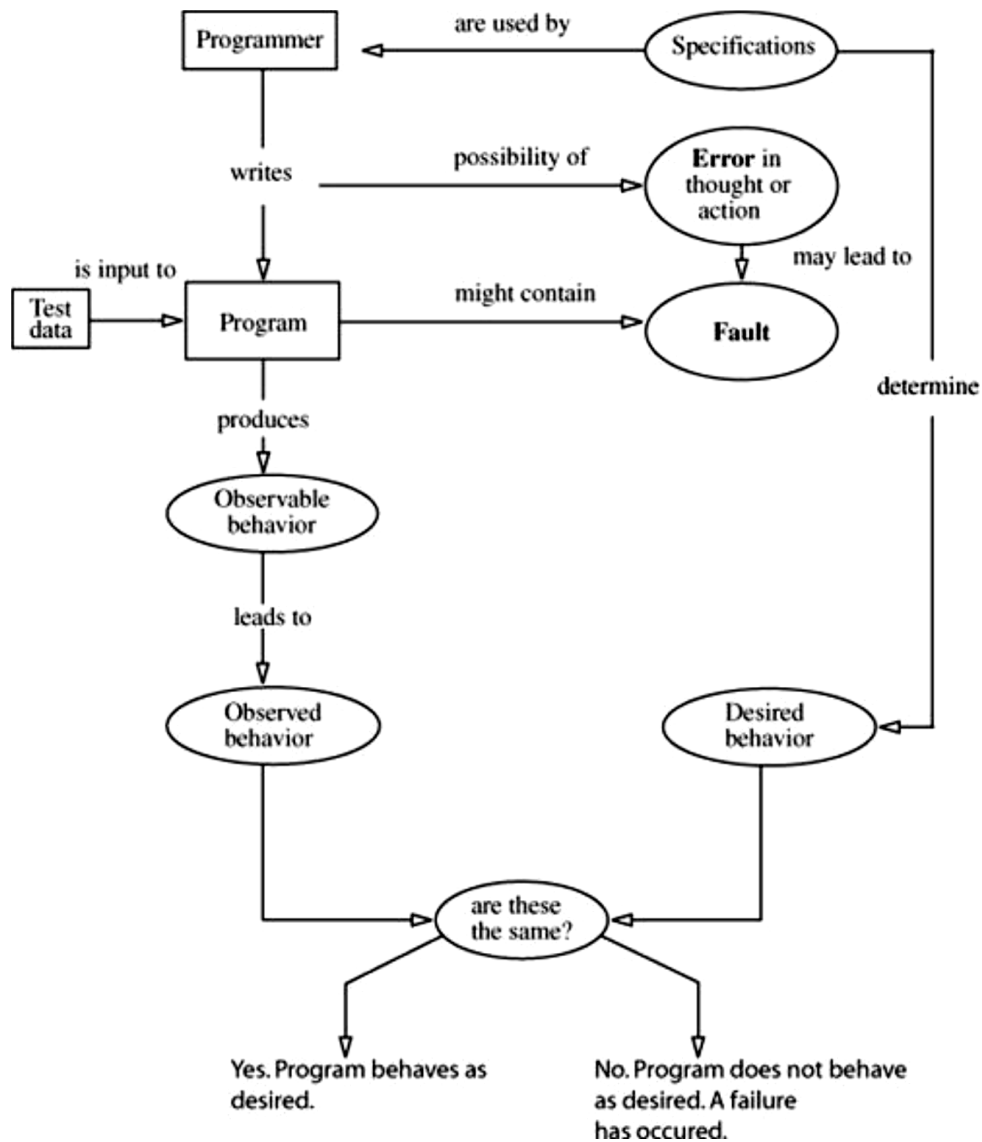 are used by
Programmer
Specifications
possibility of
Error in
thought or
action
writes
is input to
may lead to
Test
data
Program
might contain
Fault
determine
produces
Observable
behavior
leads to
Observed
behavior
Desired
behavior
are these
the same?
Yes. Program behaves as
desired.
No. Program does not behave
as desired. A failure
has occured.